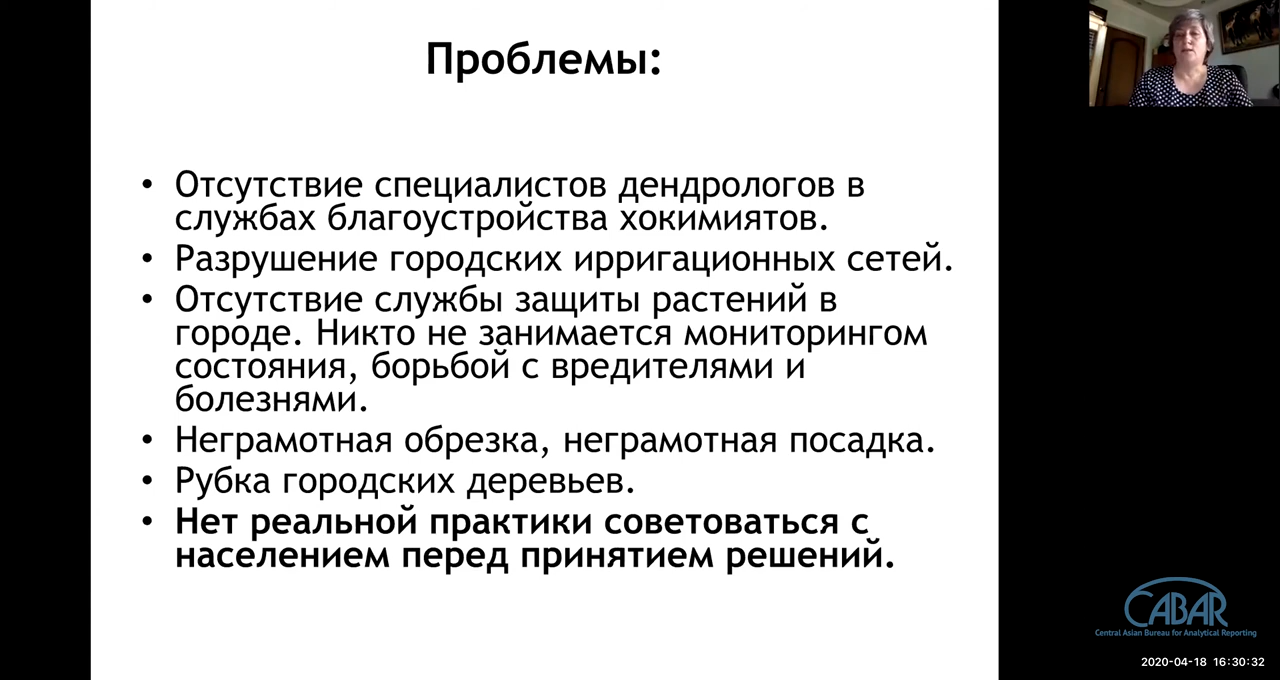 Проблемы:
• Отсутствие специалистов дендрологов в
службах благоустройства хокимиятов.
• Разрушение городских ирригационных сетей.
• Отсутствие службы защиты растений в
городе. Никто не занимается мониторингом
состояния, борьбой с вредителями и
болезнями.
• Неграмотная обрезка, неграмотная посадка.
• Рубка городских деревьев.
• Нет реальной практики советоваться с
населением перед принятием решений.
CABAR
Central Asian Bureau for Analytical Reporting
2020-04-18 16:30:32